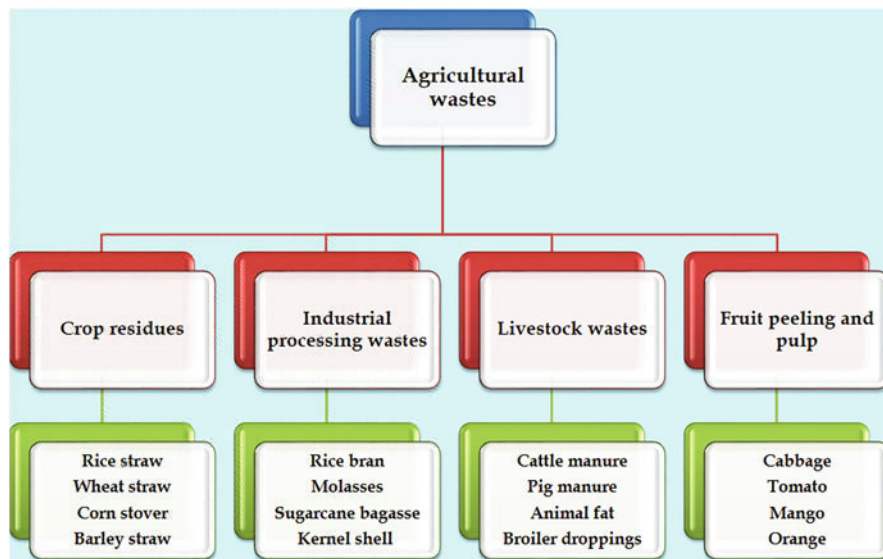 Agricultural
wastes
Crop residues
Industrial
processing wastes
Livestock wastes
Fruit peeling and
pulp
Rice straw
Wheat straw
Corn stover
Barley straw
Rice bran
Molasses
Sugarcane bagasse
Kernel shell
Cattle manure
Pig manure
Animal fat
Broiler droppings
Cabbage
Tomato
Mango
Orange